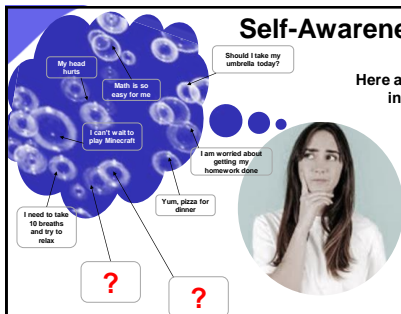 Self-Awarene
Here a
in
My head
hurts
Math is so
easy for me
Should I take my
umbrella today?
I can't wait to
play Minecraft
I am worried about
getting my
homework done
I need to take
10 breaths
and try to
relax
Yum, pizza for
dinner
?
?